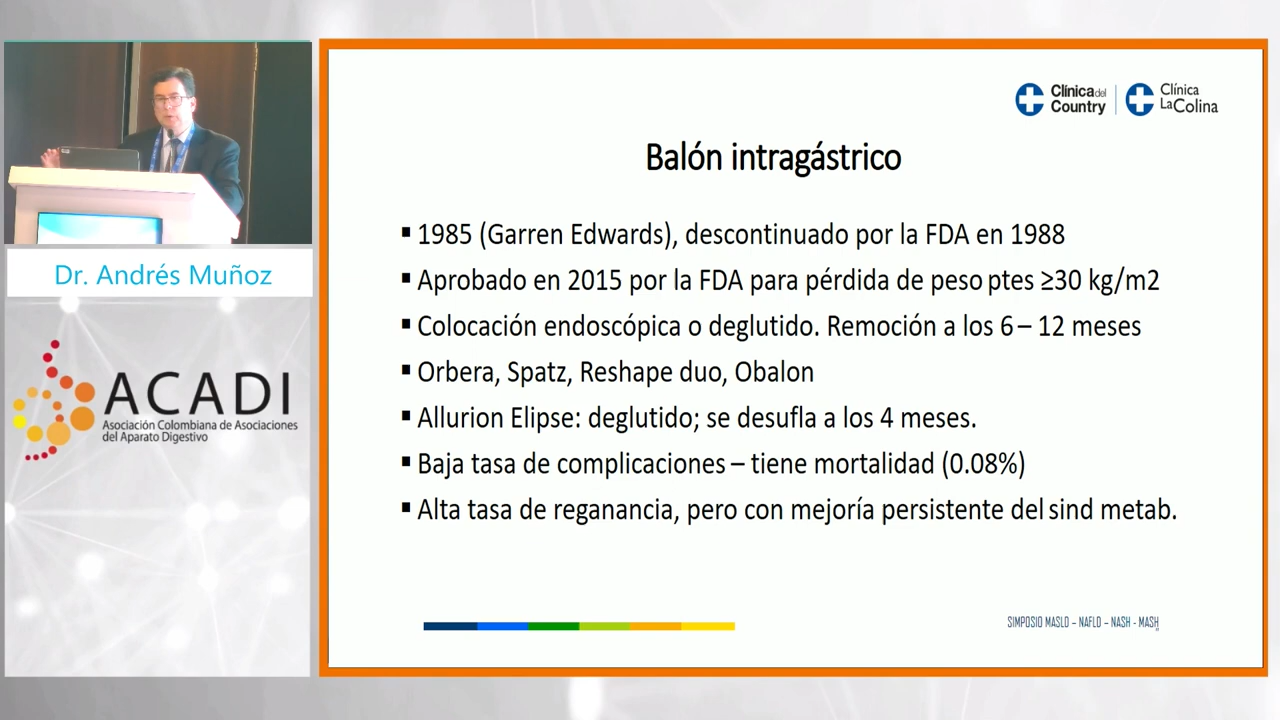 Dr. Andrés Muñoz
ACADI
Asociación Colombiana de Asociaciones
del Aparato Digestivo
Clínica del
Country
Clínica
La Colina
Balón intragástrico
▪ 1985 (Garren Edwards), descontinuado por la FDA en 1988
▪ Aprobado en 2015 por la FDA para pérdida de peso ptes ≥30 kg/m2
▪ Colocación endoscópica o deglutido. Remoción a los 6 – 12 meses
▪ Orbera, Spatz, Reshape duo, Obalon
▪ Allurion Elipse: deglutido; se desufla a los 4 meses.
▪ Baja tasa de complicaciones – tiene mortalidad (0.08%)
▪ Alta tasa de reganancia, pero con mejoría persistente del sind metab.
SIMPOSIO MASLD – NAFLD – NASH - MASH